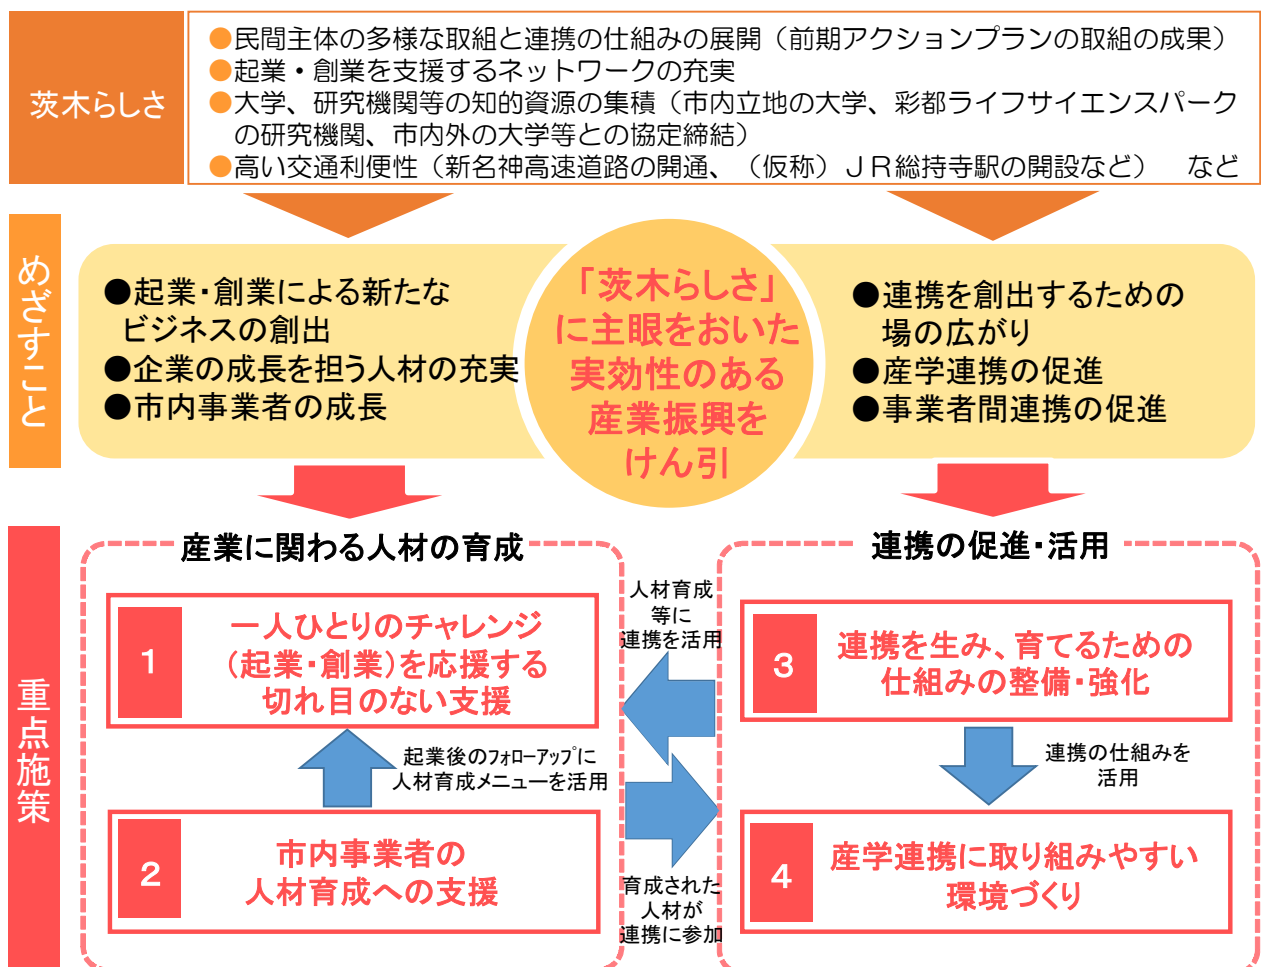 茨木らしさ
●民間主体の多様な取組と連携の仕組みの展開（前期アクションプランの取組の成果）
●起業・創業を支援するネットワークの充実
●大学、研究機関等の知的資源の集積（市内立地の大学、彩都ライフサイエンスパーク
の研究機関、市内外の大学等との協定締結）
●高い交通利便性（新名神高速道路の開通、（仮称）ＪＲ総持寺駅の開設など）　など
めざすこと
●起業・創業による新たな
ビジネスの創出
●企業の成長を担う人材の充実
●市内事業者の成長
「茨木らしさ」
に主眼をおいた
実効性のある
産業振興を
けん引
●連携を創出するための
場の広がり
●産学連携の促進
●事業者間連携の促進
重点施策
産業に関わる人材の育成
1
一人ひとりのチャレンジ
（起業・創業）を応援する
切れ目のない支援
起業後のフォローアップに
人材育成メニューを活用
2
市内事業者の
人材育成への支援
人材育成
等に
連携を活用
育成された
人材が
連携に参加
連携の促進・活用
3
連携を生み、育てるための
仕組みの整備・強化
連携の仕組みを
活用
4
産学連携に取り組みやすい
環境づくり